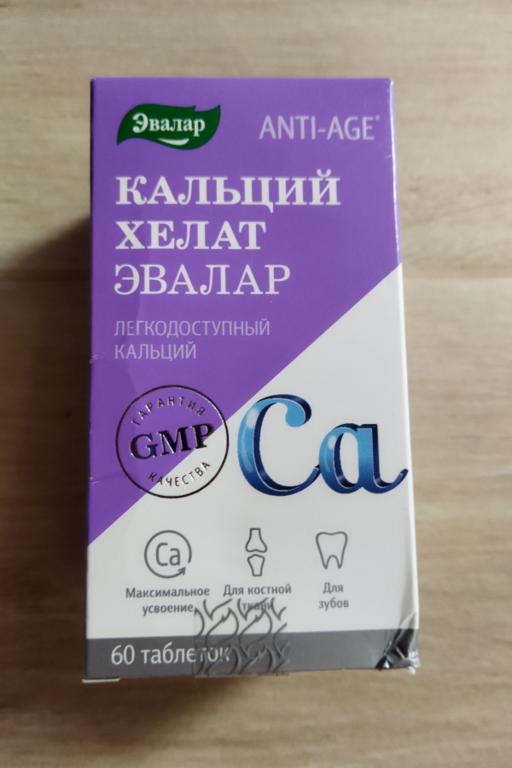 Эвалар
ANTI-AGE®
КАЛЬЦИЙ
ХЕЛАТ
ЭВАЛАР
ЛЕГКОДОСТУПНЫЙ
КАЛЬЦИЙ
ГАРАНТИЯ
GMP
КАЧЕСТВА
Ca
Ca
Максимальное
усвоение
Для костной
ткани
Для
зубов
60 таблеток